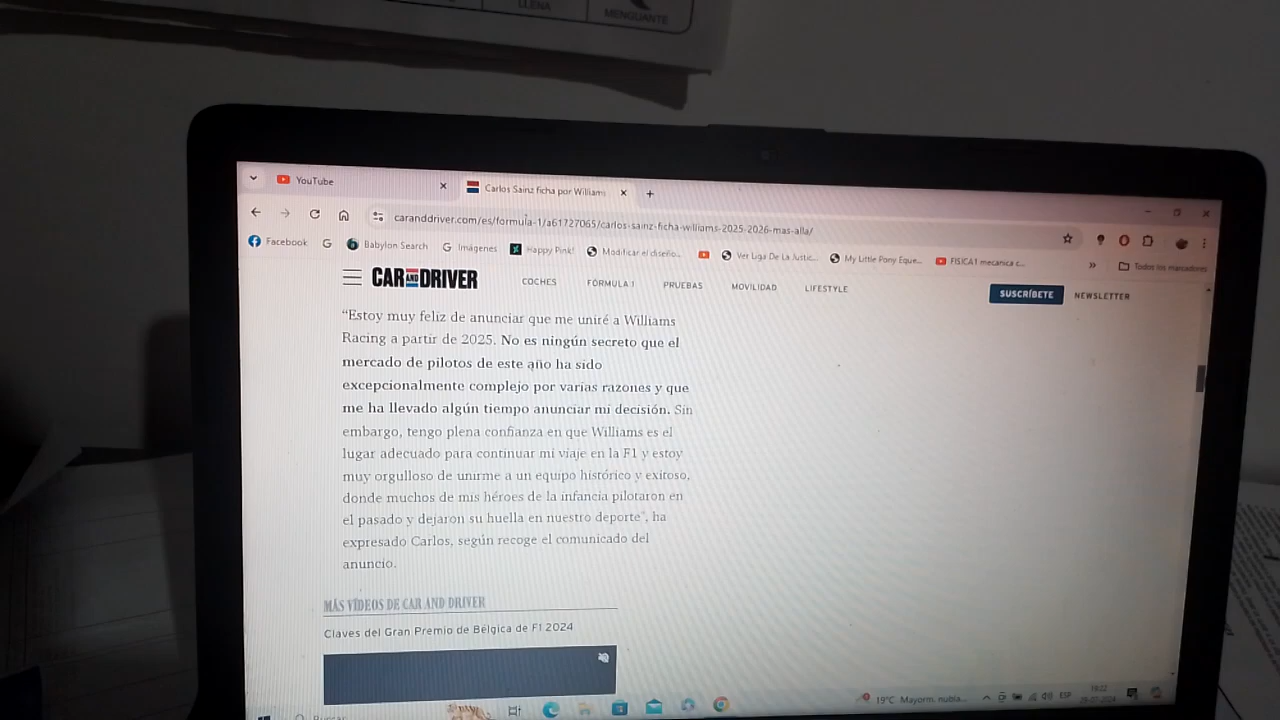 LLENA
MENGUANTE
YouTube
Carlos Sainz ficha por Williams
caranddriver.com/es/formula-1/a61727065/carlos-sainz-ficha-williams-2025-2026-mas-alla/
Facebook
Babylon Search
Imágenes
Happy Pink!
Modificar el diseño...
Ver Liga De La Justic...
My Little Pony Eque...
FISICA1 mecanica c...
»
Todos los marcadores
CAR AND DRIVER
COCHES
FÓRMULA 1
PRUEBAS
MOVILIDAD
LIFESTYLE
SUSCRÍBETE
NEWSLETTER
“Estoy muy feliz de anunciar que me uniré a Williams
Racing a partir de 2025. No es ningún secreto que el
mercado de pilotos de este año ha sido
excepcionalmente complejo por varias razones y que
me ha llevado algún tiempo anunciar mi decisión. Sin
embargo, tengo plena confianza en que Williams es el
lugar adecuado para continuar mi viaje en la F1 y estoy
muy orgulloso de unirme a un equipo histórico y exitoso,
donde muchos de mis héroes de la infancia pilotaron en
el pasado y dejaron su huella en nuestro deporte”, ha
expresado Carlos, según recoge el comunicado del
anuncio.
MÁS VÍDEOS DE CAR AND DRIVER
Claves del Gran Premio de Bélgica de F1 2024
19°C Mayorm. nubla...
ESP